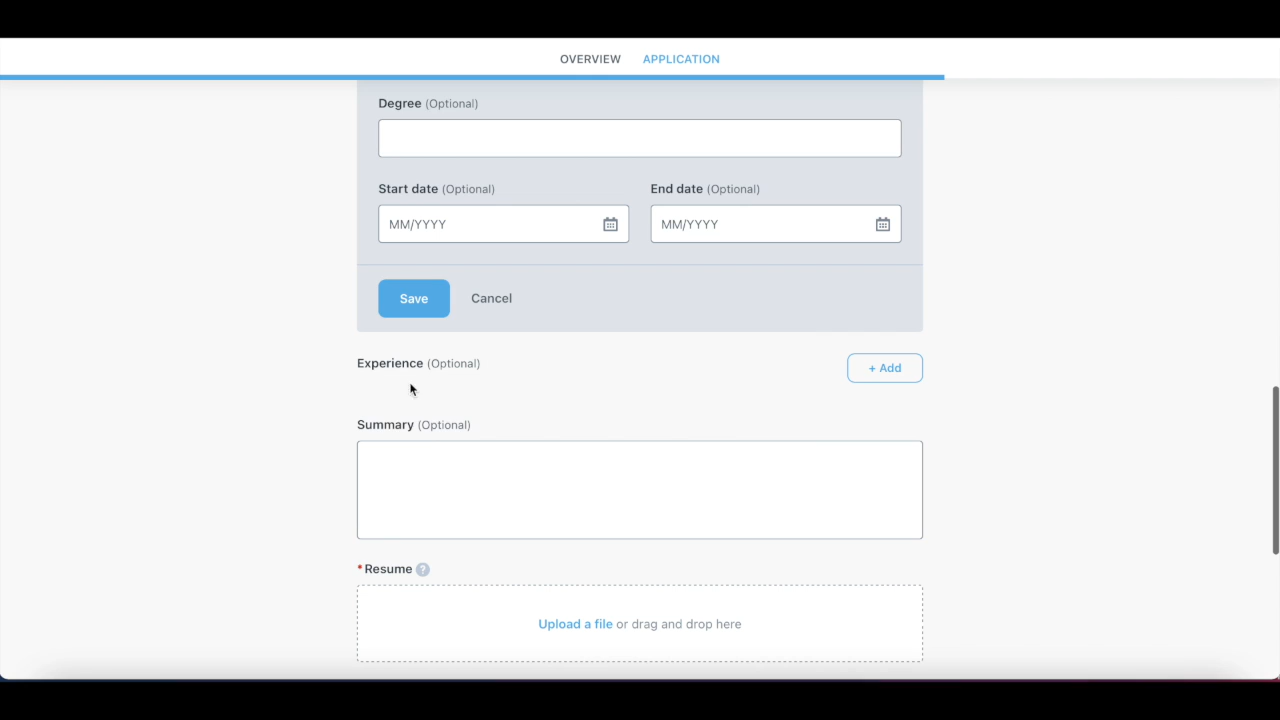 OVERVIEW APPLICATION
Degree (Optional)
Start date (Optional) End date (Optional)
MM/YYYY MM/YYYY
Save Cancel
Experience (Optional) + Add
Summary (Optional)
* Resume ?
Upload a file or drag and drop here